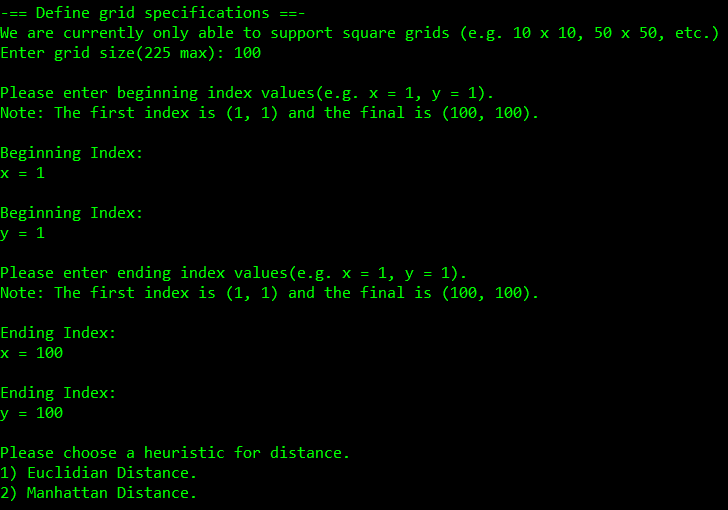 -== Define grid specifications ==-
We are currently only able to support square grids (e.g. 10 x 10, 50 x 50, etc.)
Enter grid size(225 max): 100
Please enter beginning index values(e.g. x = 1, y = 1).
Note: The first index is (1, 1) and the final is (100, 100).
Beginning Index:
x = 1
Beginning Index:
y = 1
Please enter ending index values(e.g. x = 1, y = 1).
Note: The first index is (1, 1) and the final is (100, 100).
Ending Index:
x = 100
Ending Index:
y = 100
Please choose a heuristic for distance.
1) Euclidian Distance.
2) Manhattan Distance.